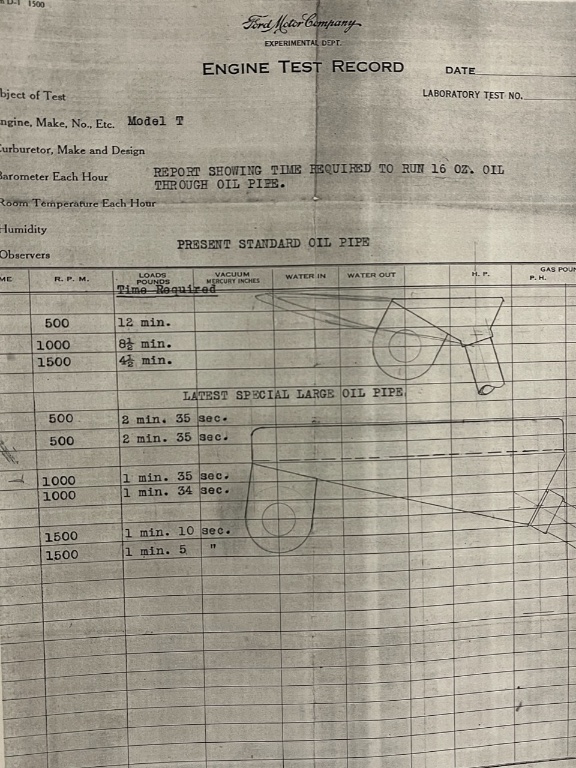 1500
Ford Motor Company
EXPERIMENTAL DEPT.
ENGINE TEST RECORD
DATE
bject of Test
LABORATORY TEST NO.
ngine, Make, No., Etc. Model T
Carburetor, Make and Design
Barometer Each Hour REPORT SHOWING TIME REQUIRED TO RUN 16 OZ. OIL
THROUGH OIL PIPE.
Room Temperature Each Hour
Humidity
PRESENT STANDARD OIL PIPE
Observers
ME R. P. M. LOADS POUNDS VACUUM MERCURY INCHES WATER IN WATER OUT H. P. GAS POUN P. H.
Time Required
500 12 min.
1000 8½ min.
1500 4½ min.
LATEST SPECIAL LARGE OIL PIPE
500 2 min. 35 sec.
500 2 min. 35 sec.
1000 1 min. 35 sec.
1000 1 min. 34 sec.
1500 1 min. 10 sec.
1500 1 min. 5 "